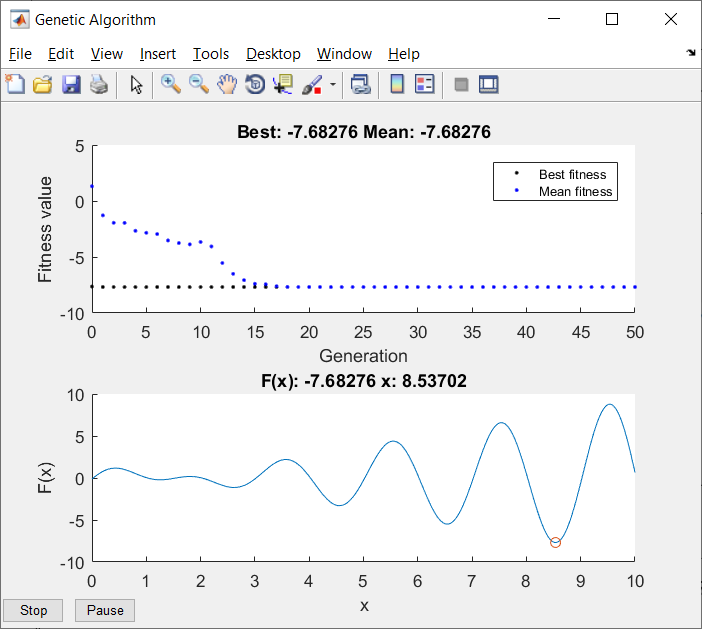 Genetic Algorithm
File Edit View Insert Tools Desktop Window Help
Best: -7.68276 Mean: -7.68276
5
0
-5
-10
Fitness value
Best fitness
Mean fitness
0 5 10 15 20 25 30 35 40 45 50
Generation
F(x): -7.68276 x: 8.53702
10
5
0
-5
-10
F(x)
0 1 2 3 4 5 6 7 8 9 10
x
Stop Pause